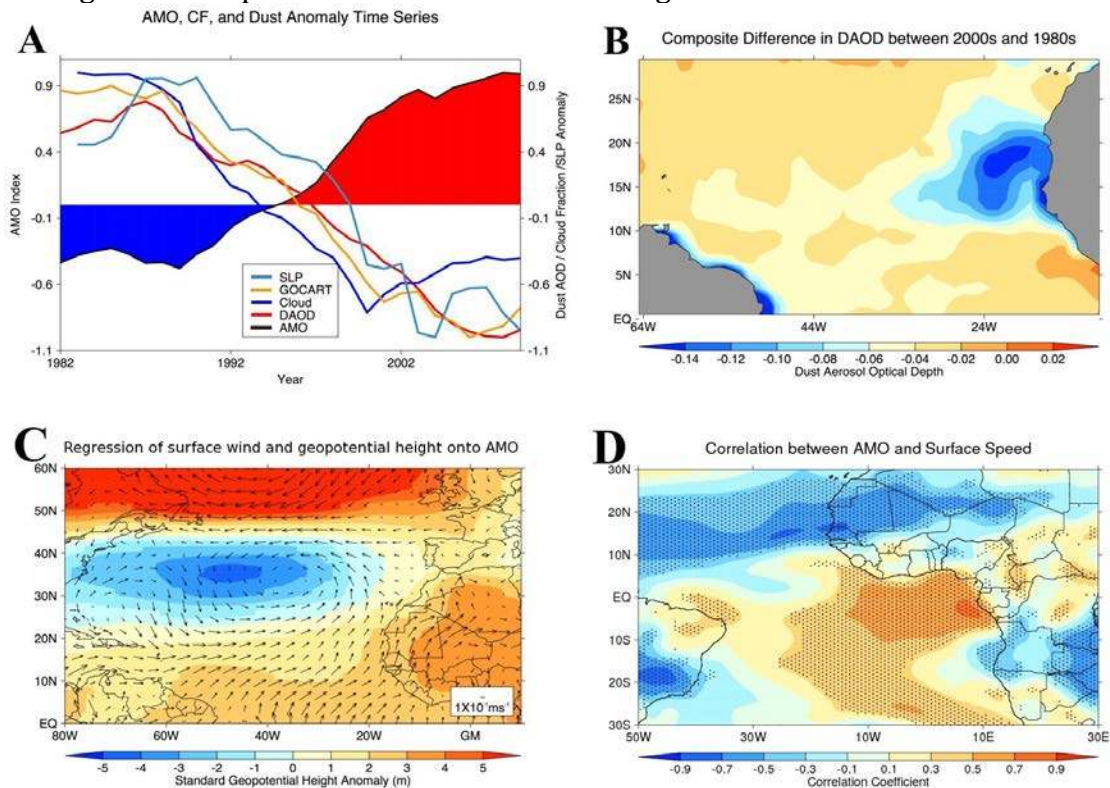 AMO, CF, and Dust Anomaly Time Series
A
0.9
0.4
-0.1
-0.6
-1.1
AMO Index
0.9
0.4
-0.1
-0.6
-1.1
Dust AOD / Cloud Fraction /SLP Anomaly
SLP
GOCART
Cloud
DAOD
AMO
1982
1992
2002
Year
B
Composite Difference in DAOD between 2000s and 1980s
25N
20N
15N
10N
5N
EQ
64W
44W
24W
-0.14 -0.12 -0.10 -0.08 -0.06 -0.04 -0.02 0.00 0.02
Dust Aerosol Optical Depth
C
Regression of surface wind and geopotential height onto AMO
60N
50N
40N
30N
20N
10N
EQ
80W
60W
40W
20W
GM
-5 -4 -3 -2 -1 0 1 2 3 4 5
Standard Geopotential Height Anomaly (m)
D
Correlation between AMO and Surface Speed
30N
20N
10N
EQ
10S
20S
30S
50W
30W
10W
10E
30E
-0.9 -0.7 -0.5 -0.3 -0.1 0.1 0.3 0.5 0.7 0.9
Correlation Coefficient